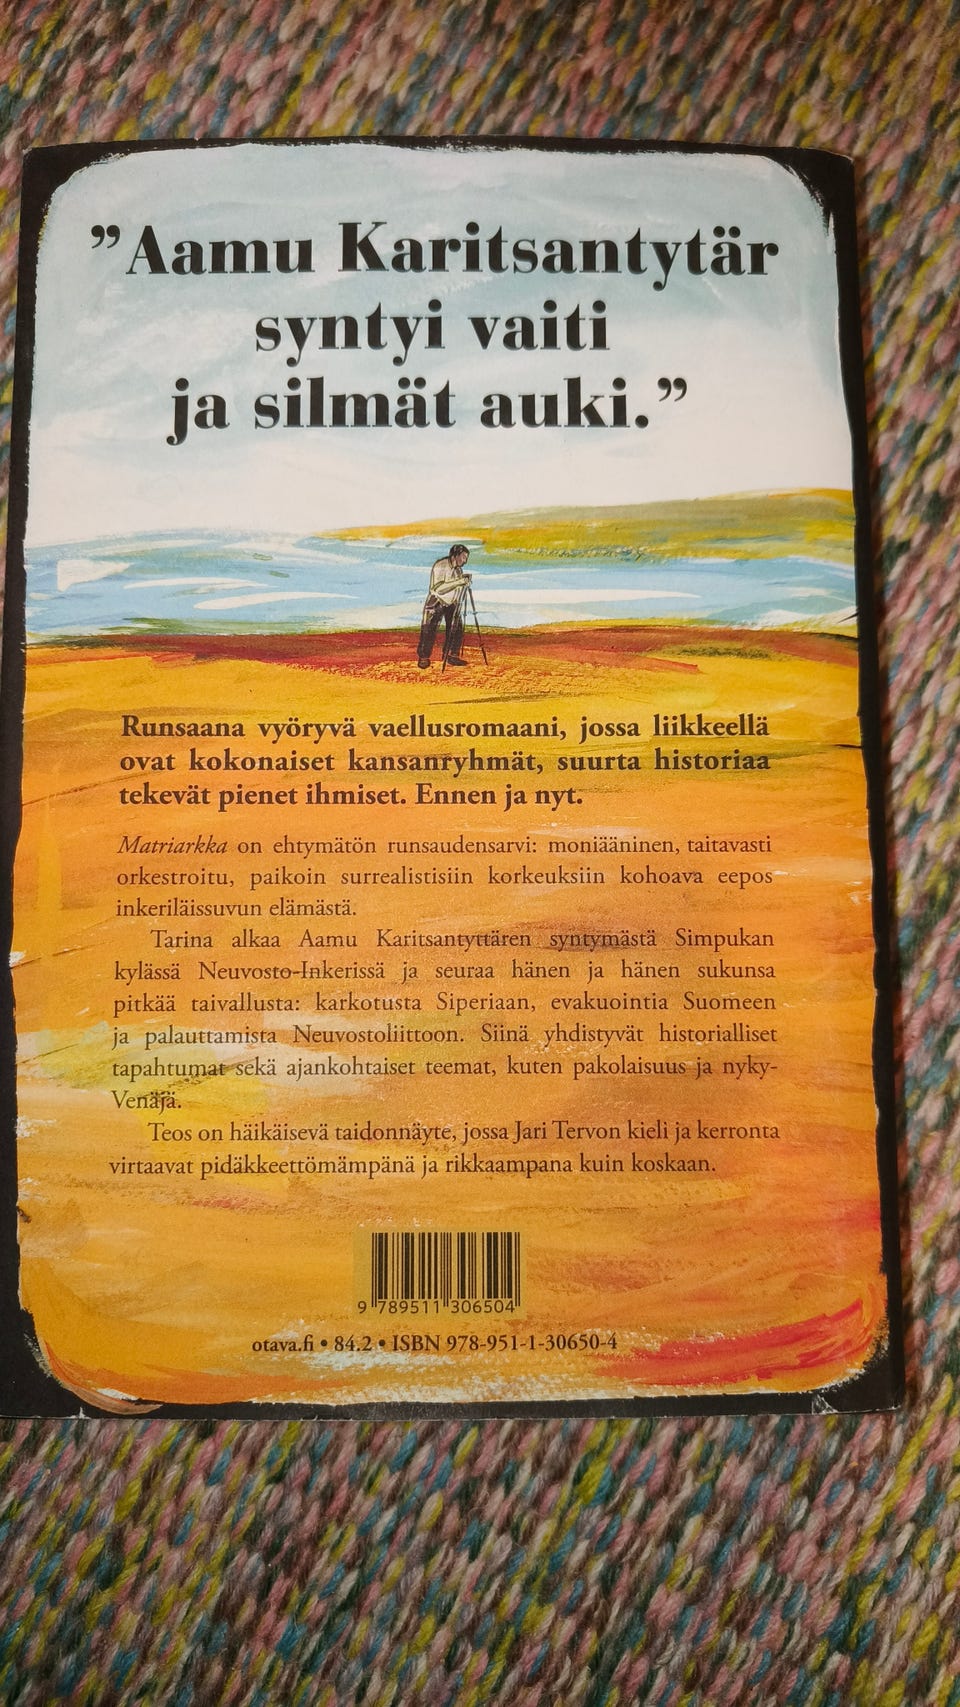 ”Aamu Karitsantytär
syntyi vaiti
ja silmät auki.”
Runsaana vyöryvä vaellusromaani, jossa liikkeellä
ovat kokonaiset kansanryhmät, suurta historiaa
tekevät pienet ihmiset. Ennen ja nyt.
Matriarkka on ehtymätön runsaudensarvi: moniääninen, taitavasti
orkestroitu, paikoin surrealistisiin korkeuksiin kohoava eepos
inkeriläissuvun elämästä.
Tarina alkaa Aamu Karitsantyttären syntymästä Simpukan
kylässä Neuvosto-Inkerissä ja seuraa hänen ja hänen sukunsa
pitkää taivallusta: karkotusta Siperiaan, evakuointia Suomeen
ja palauttamista Neuvostoliittoon. Siinä yhdistyvät historialliset
tapahtumat sekä ajankohtaiset teemat, kuten pakolaisuus ja nyky-
Venäjä.
Teos on häikäisevä taidonnäyte, jossa Jari Tervon kieli ja kerronta
virtaavat pidäkkeettömämpänä ja rikkaampana kuin koskaan.
9 789511 306504
otava.fi • 84.2 • ISBN 978-951-1-30650-4